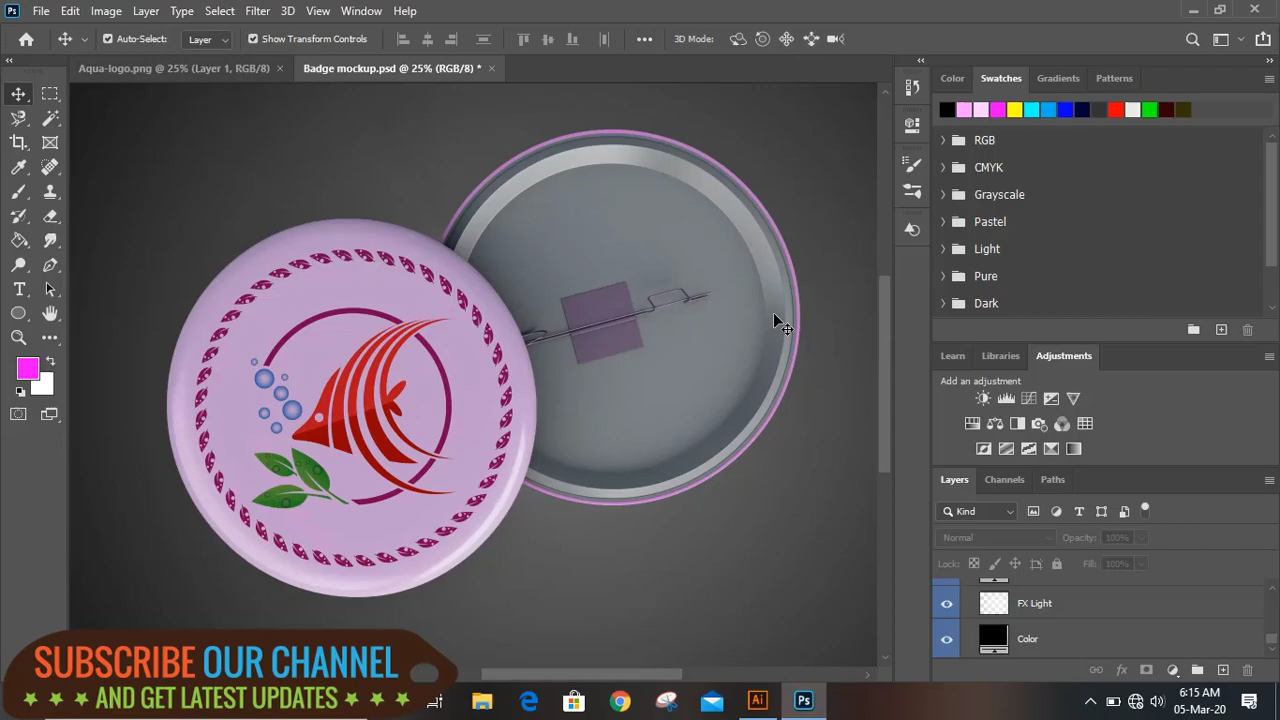 Ps File Edit Image Layer Type Select Filter 3D View Window Help
Auto-Select: Layer Show Transform Controls 3D Mode:
Aqua-logo.png @ 25% (Layer 1, RGB/8) × Badge mockup.psd @ 25% (RGB/8) * ×
Color Swatches Gradients Patterns
RGB
CMYK
Grayscale
Pastel
Light
Pure
Dark
Learn Libraries Adjustments
Add an adjustment
Layers Channels Paths
Kind
Normal Opacity: 100%
Lock: Fill: 100%
FX Light
Color
SUBSCRIBE OUR CHANNEL
AND GET LATEST UPDATES
Ai Ps
6:15 AM
05-Mar-20